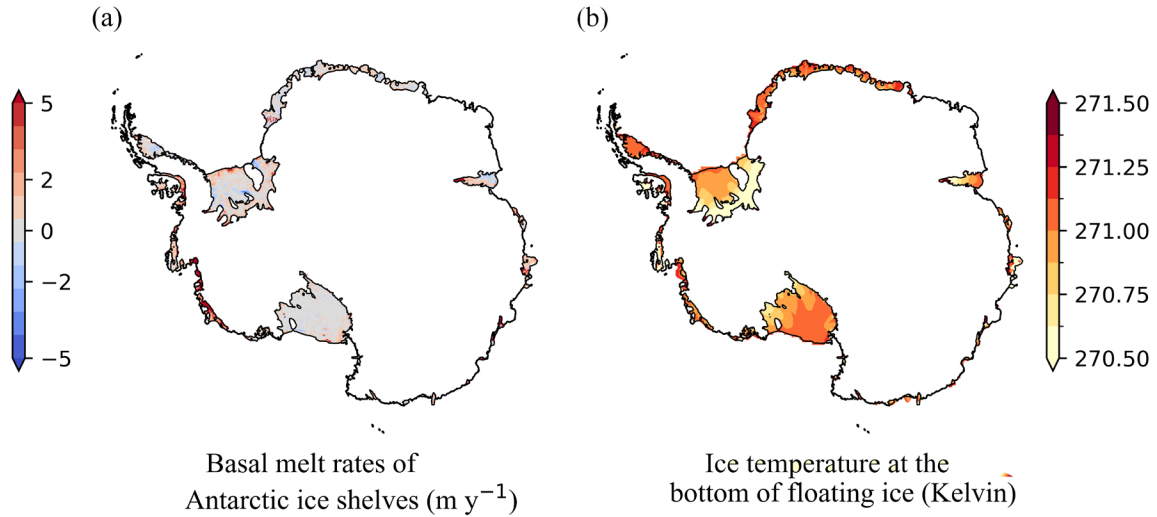 (a)
(b)
5
2
0
−2
−5
271.50
271.25
271.00
270.75
270.50
Basal melt rates of
Antarctic ice shelves (m y⁻¹)
Ice temperature at the
bottom of floating ice (Kelvin)